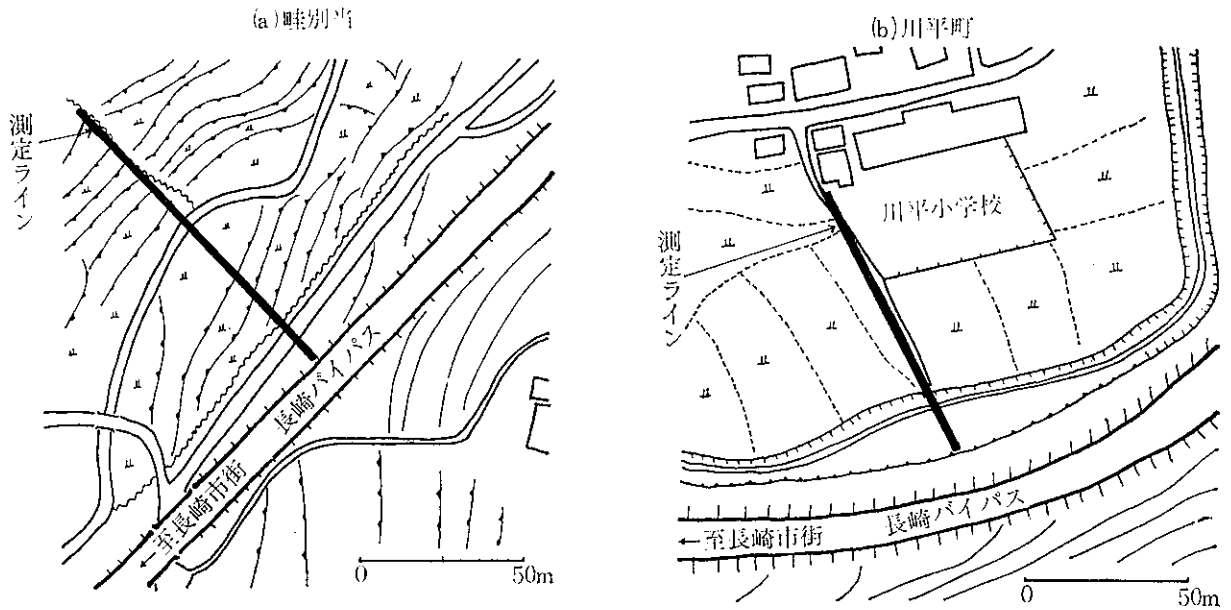 (a)畦別当
測定ライン
長崎バイパス
←至長崎市街
0 50m
(b)川平町
川平小学校
測定ライン
長崎バイパス
←至長崎市街
0 50m